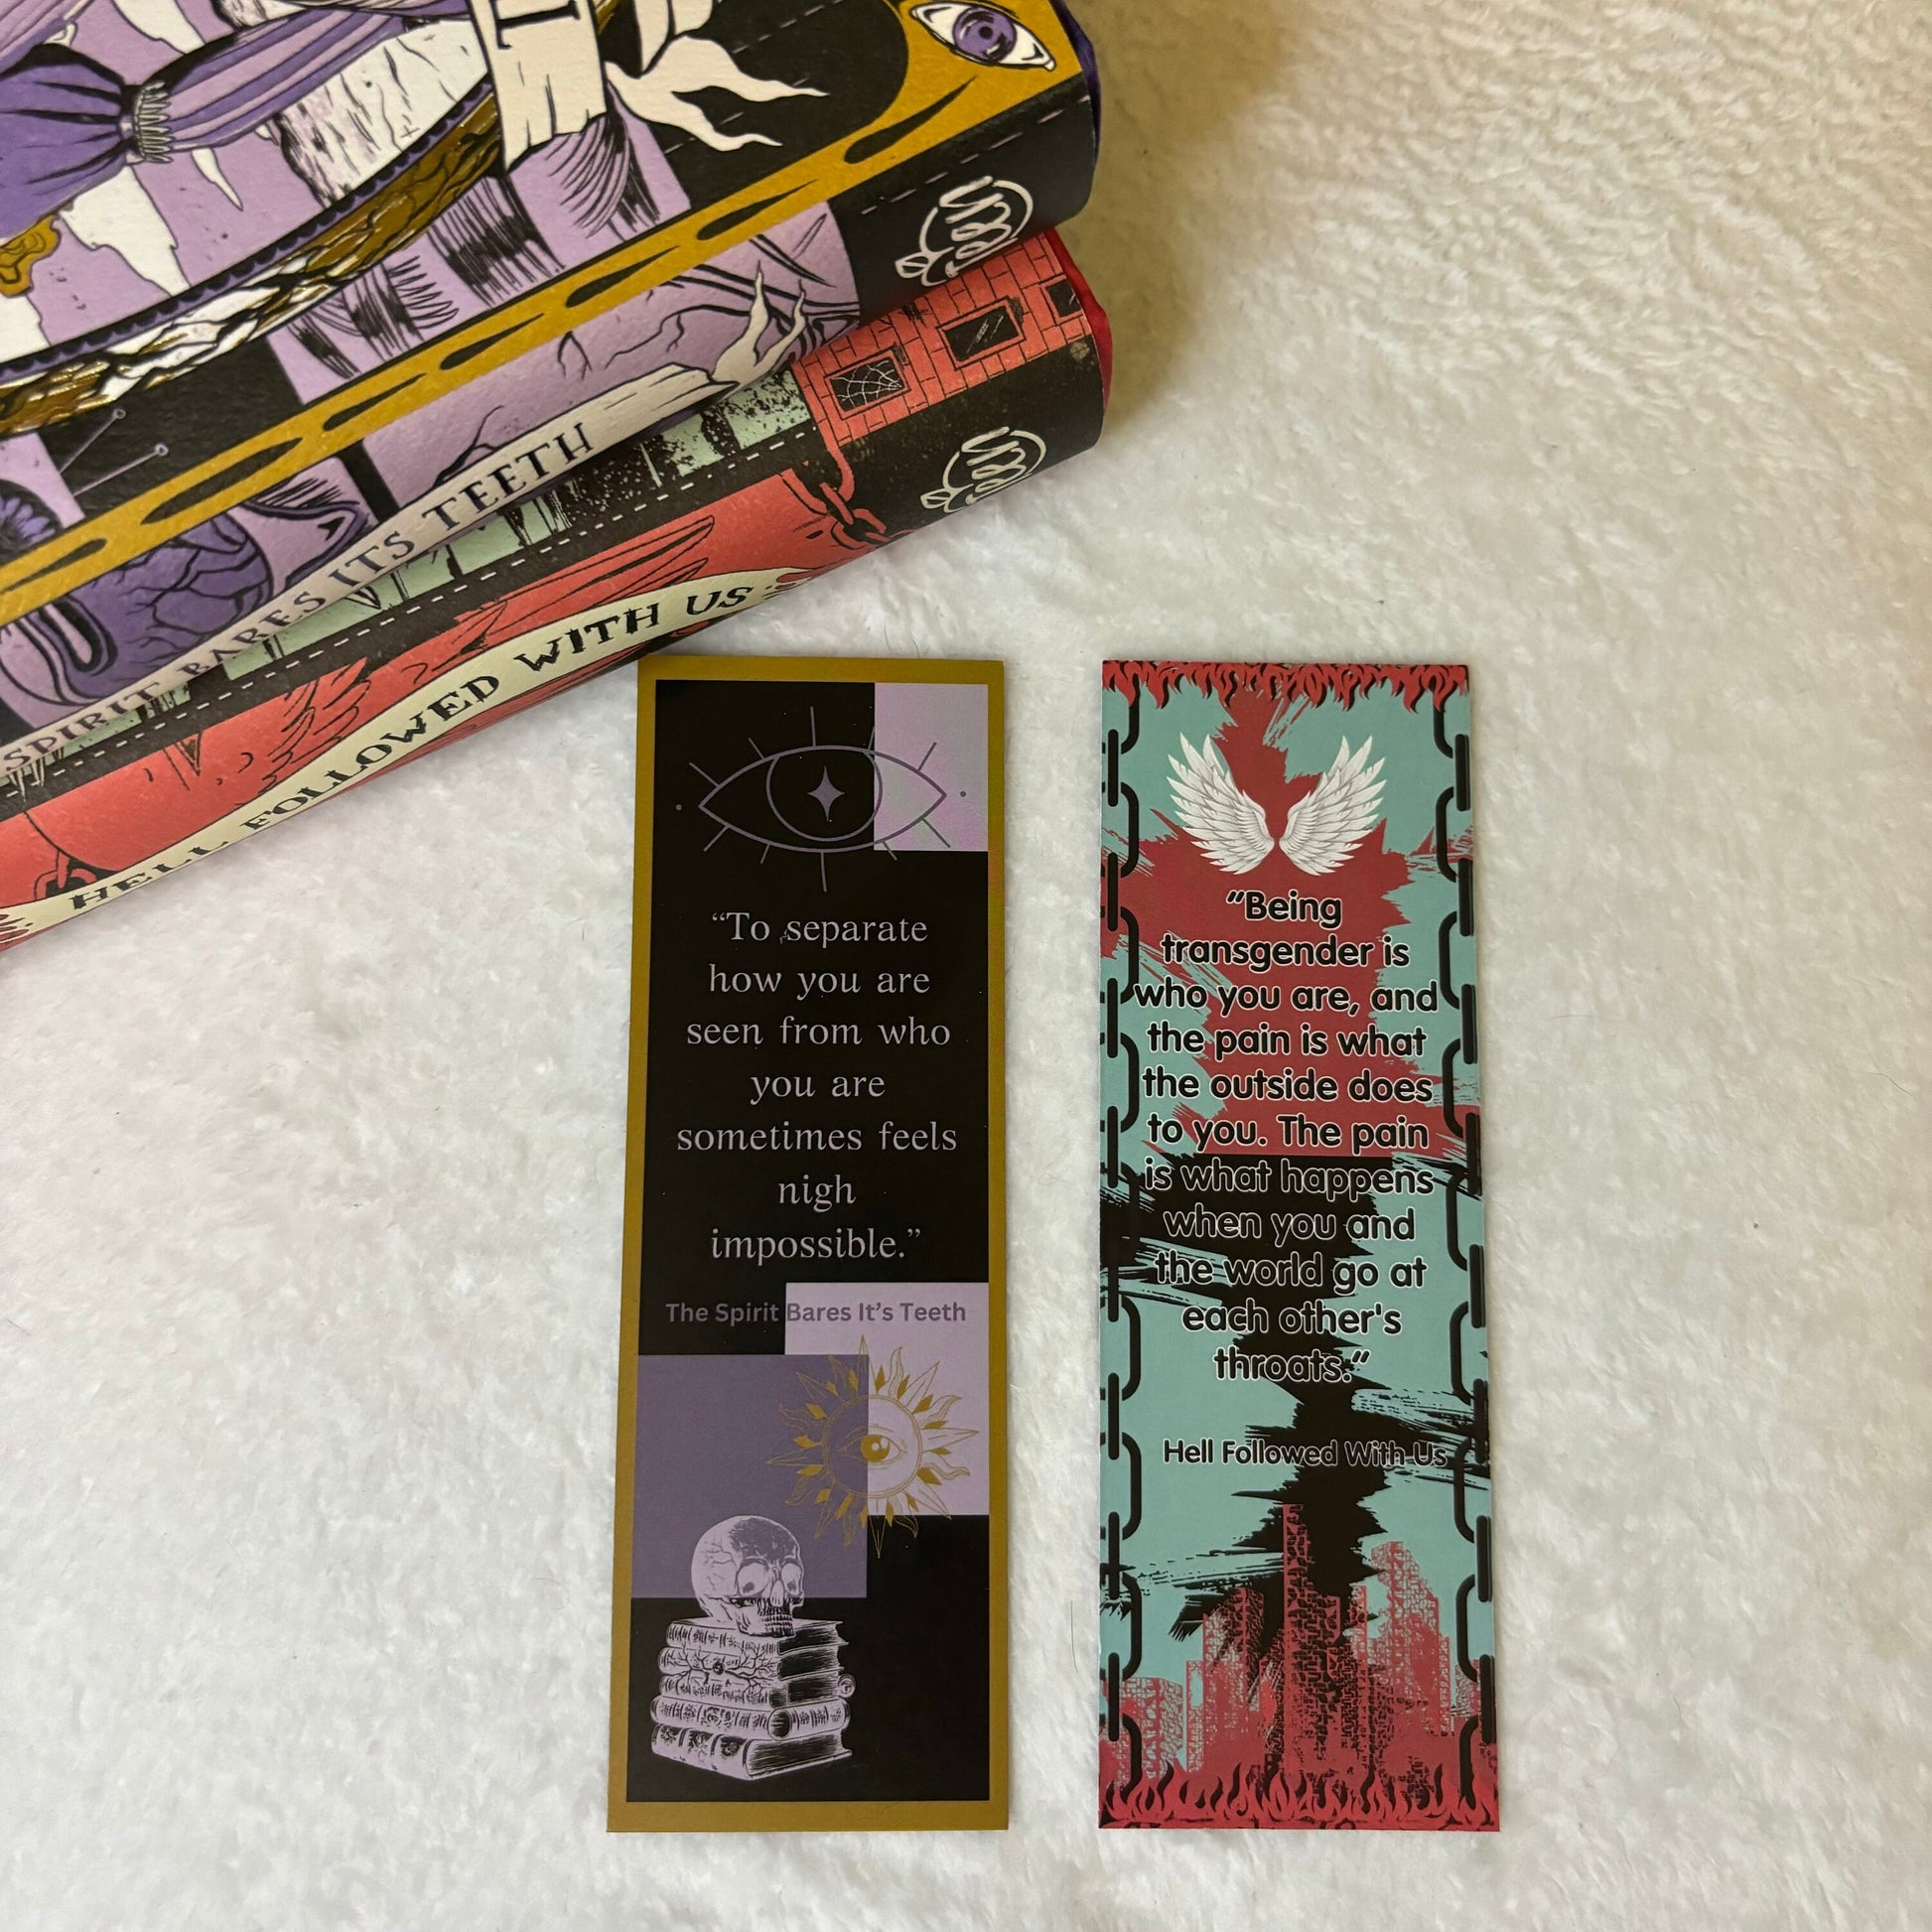 SPIRIT BARES ITS TEETH
HELL FOLLOWED WITH US
“To separate
how you are
seen from who
you are
sometimes feels
nigh
impossible.”
The Spirit Bares It’s Teeth
“Being
transgender is
who you are, and
the pain is what
the outside does
to you. The pain
is what happens
when you and
the world go at
each other's
throats.”
Hell Followed With Us